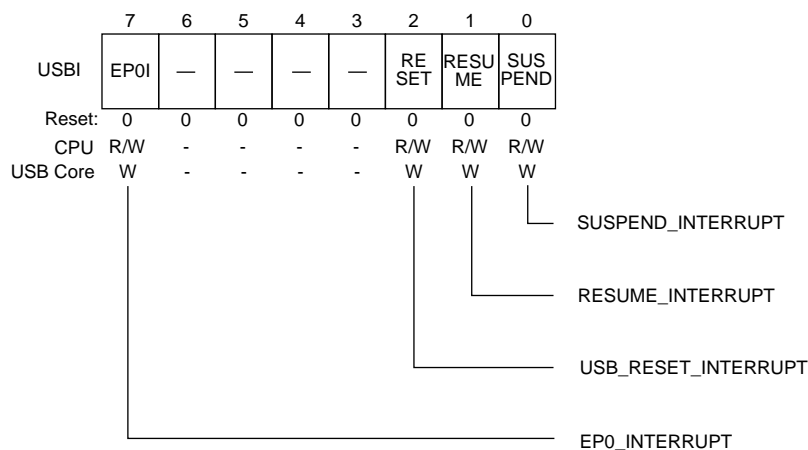 7 6 5 4 3 2 1 0
USBI EP0I — — — — RE SET RESU ME SUS PEND
Reset: 0 0 0 0 0 0 0 0
CPU R/W - - - - R/W R/W R/W
USB Core W - - - - W W W
SUSPEND_INTERRUPT
RESUME_INTERRUPT
USB_RESET_INTERRUPT
EP0_INTERRUPT